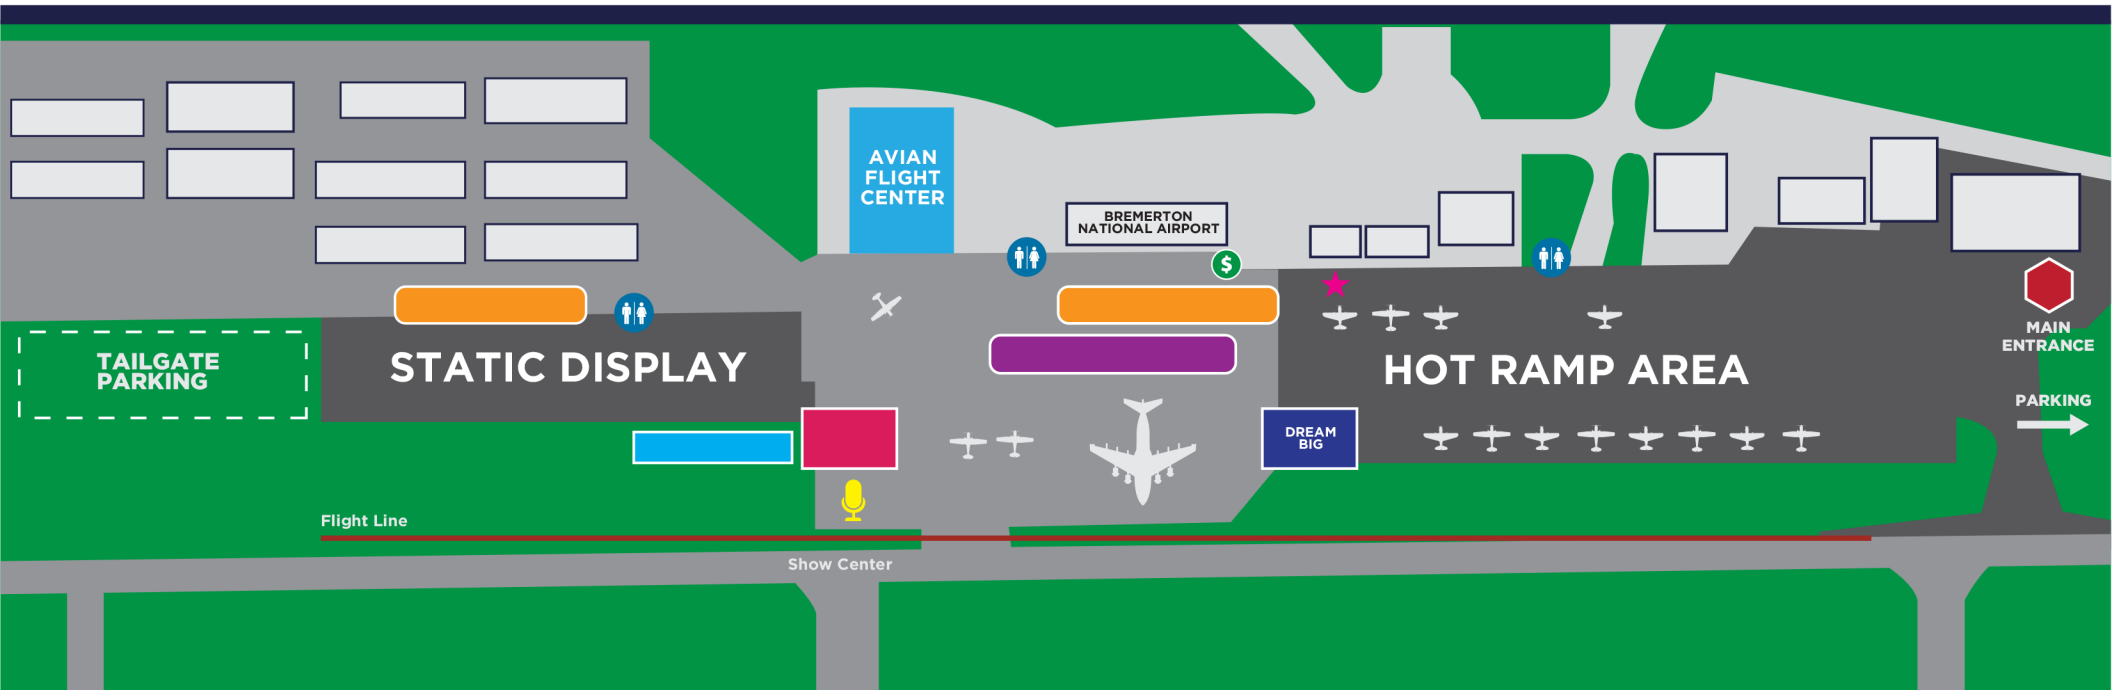 AVIAN
FLIGHT
CENTER
BREMERTON
NATIONAL AIRPORT
$
TAILGATE
PARKING
STATIC DISPLAY
HOT RAMP AREA
MAIN
ENTRANCE
PARKING
DREAM
BIG
Flight Line
Show Center